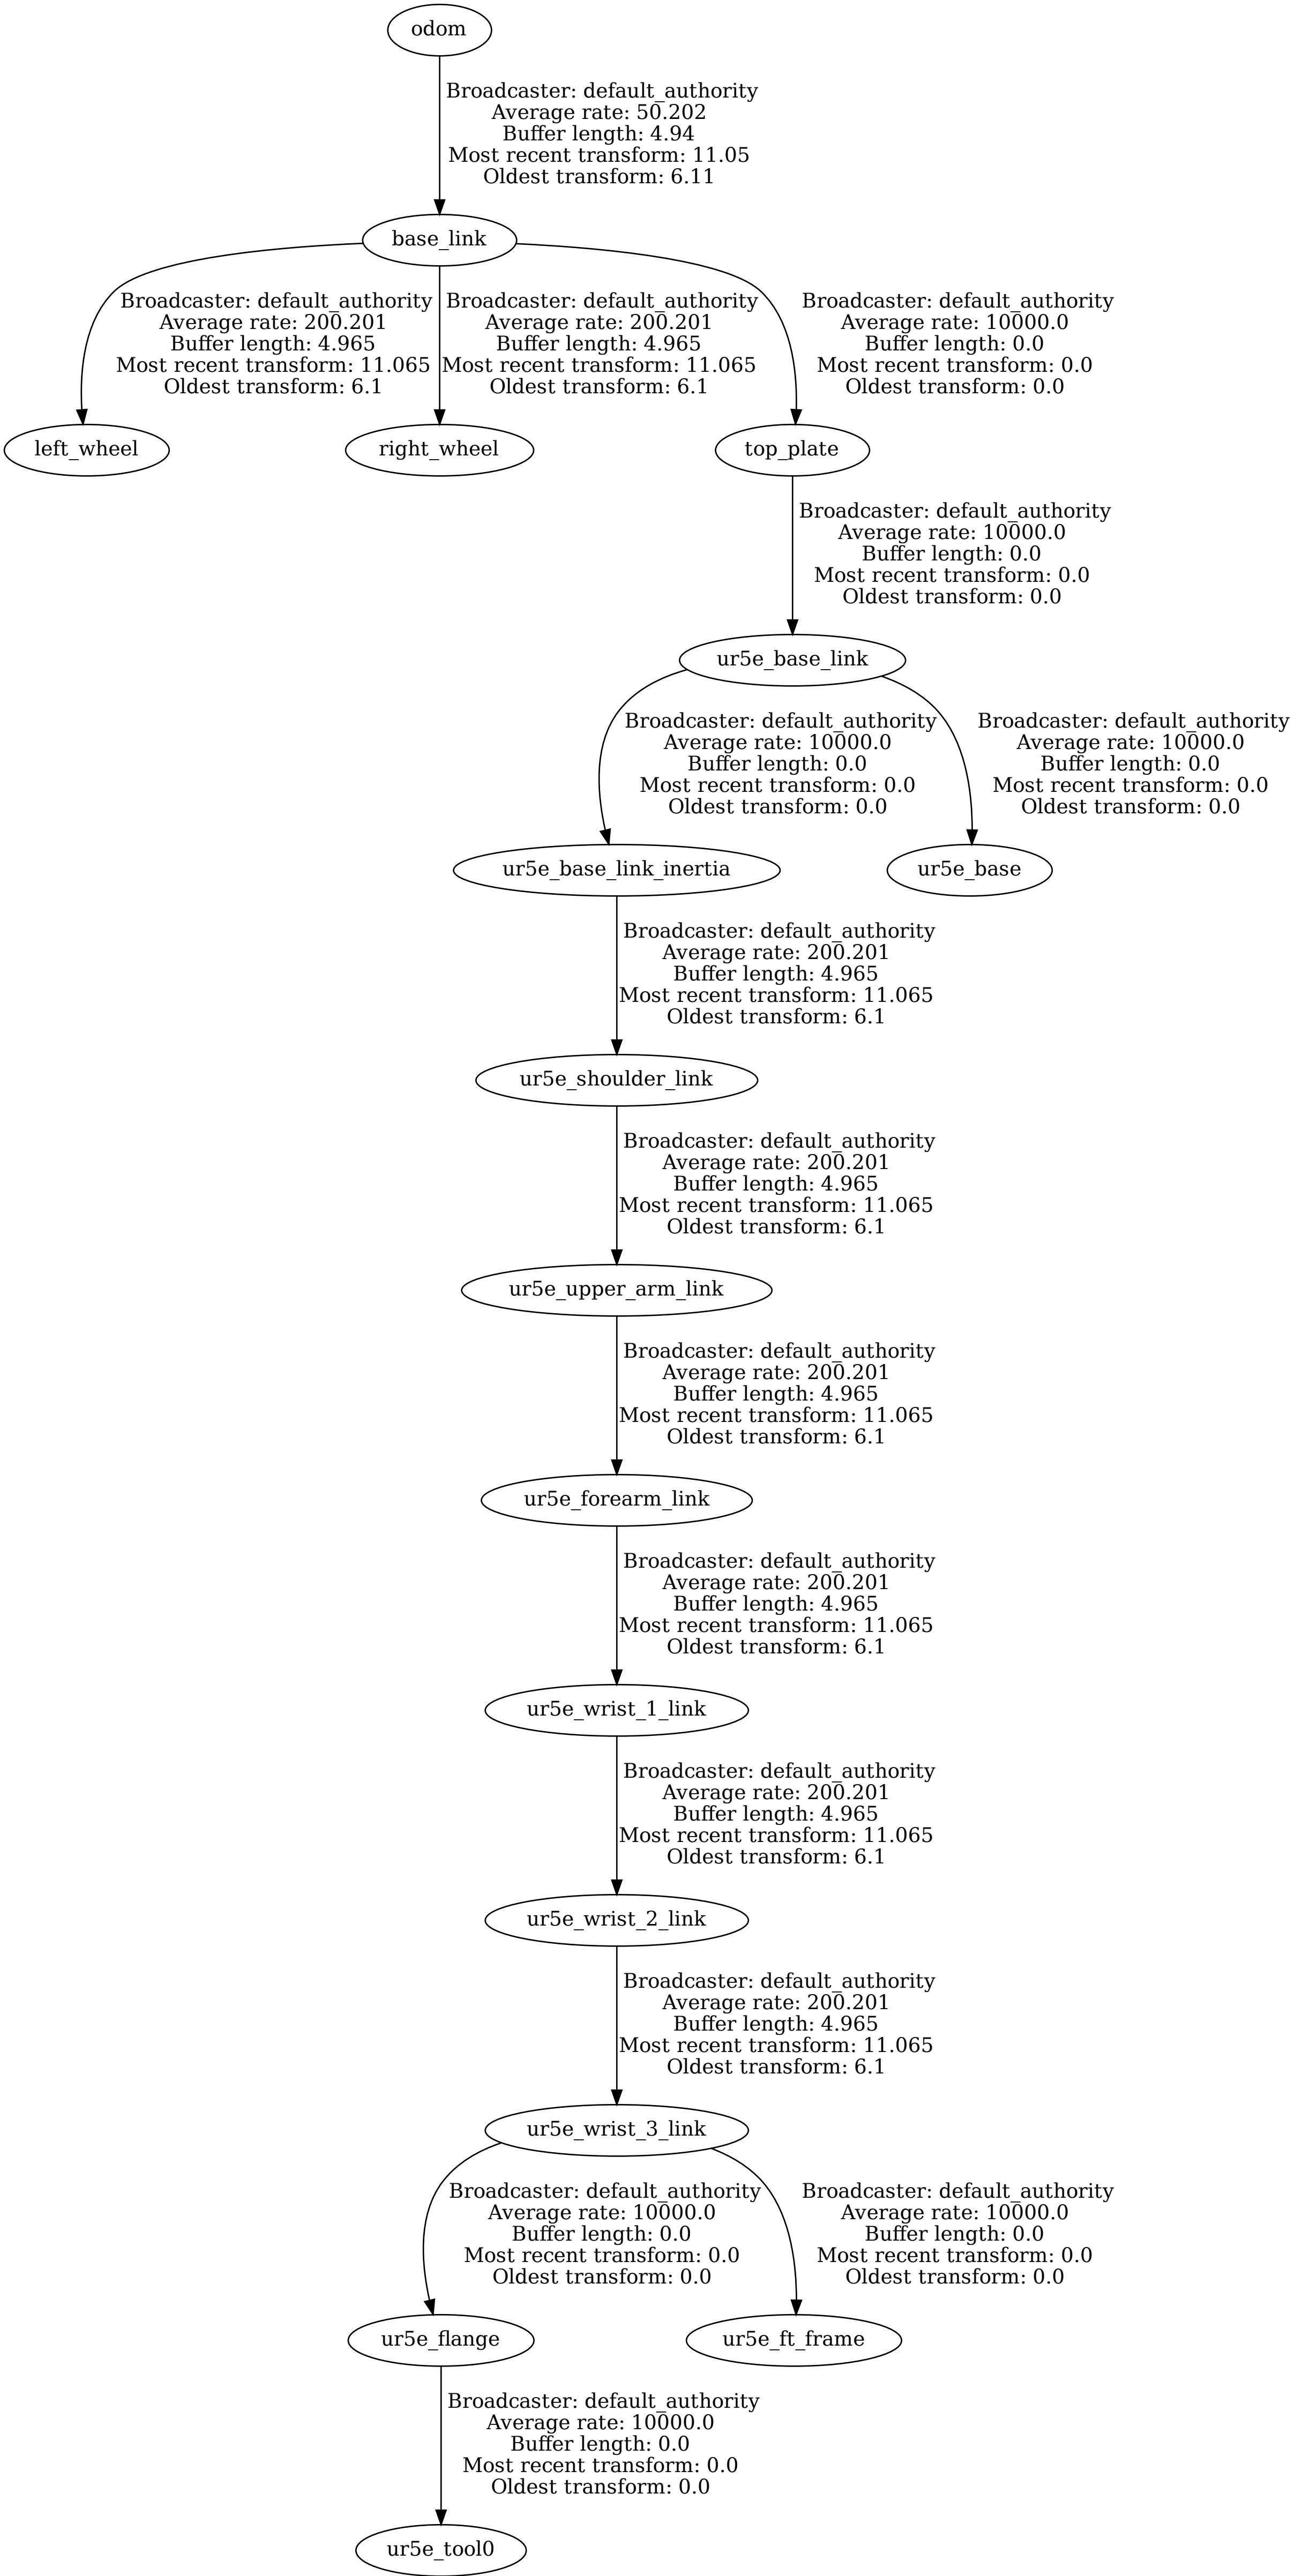 odom
Broadcaster: default_authority
Average rate: 50.202
Buffer length: 4.94
Most recent transform: 11.05
Oldest transform: 6.11
base_link
Broadcaster: default_authority
Average rate: 200.201
Buffer length: 4.965
Most recent transform: 11.065
Oldest transform: 6.1
Broadcaster: default_authority
Average rate: 200.201
Buffer length: 4.965
Most recent transform: 11.065
Oldest transform: 6.1
Broadcaster: default_authority
Average rate: 10000.0
Buffer length: 0.0
Most recent transform: 0.0
Oldest transform: 0.0
left_wheel
right_wheel
top_plate
Broadcaster: default_authority
Average rate: 10000.0
Buffer length: 0.0
Most recent transform: 0.0
Oldest transform: 0.0
ur5e_base_link
Broadcaster: default_authority
Average rate: 10000.0
Buffer length: 0.0
Most recent transform: 0.0
Oldest transform: 0.0
Broadcaster: default_authority
Average rate: 10000.0
Buffer length: 0.0
Most recent transform: 0.0
Oldest transform: 0.0
ur5e_base_link_inertia
ur5e_base
Broadcaster: default_authority
Average rate: 200.201
Buffer length: 4.965
Most recent transform: 11.065
Oldest transform: 6.1
ur5e_shoulder_link
Broadcaster: default_authority
Average rate: 200.201
Buffer length: 4.965
Most recent transform: 11.065
Oldest transform: 6.1
ur5e_upper_arm_link
Broadcaster: default_authority
Average rate: 200.201
Buffer length: 4.965
Most recent transform: 11.065
Oldest transform: 6.1
ur5e_forearm_link
Broadcaster: default_authority
Average rate: 200.201
Buffer length: 4.965
Most recent transform: 11.065
Oldest transform: 6.1
ur5e_wrist_1_link
Broadcaster: default_authority
Average rate: 200.201
Buffer length: 4.965
Most recent transform: 11.065
Oldest transform: 6.1
ur5e_wrist_2_link
Broadcaster: default_authority
Average rate: 200.201
Buffer length: 4.965
Most recent transform: 11.065
Oldest transform: 6.1
ur5e_wrist_3_link
Broadcaster: default_authority
Average rate: 10000.0
Buffer length: 0.0
Most recent transform: 0.0
Oldest transform: 0.0
Broadcaster: default_authority
Average rate: 10000.0
Buffer length: 0.0
Most recent transform: 0.0
Oldest transform: 0.0
ur5e_flange
ur5e_ft_frame
Broadcaster: default_authority
Average rate: 10000.0
Buffer length: 0.0
Most recent transform: 0.0
Oldest transform: 0.0
ur5e_tool0